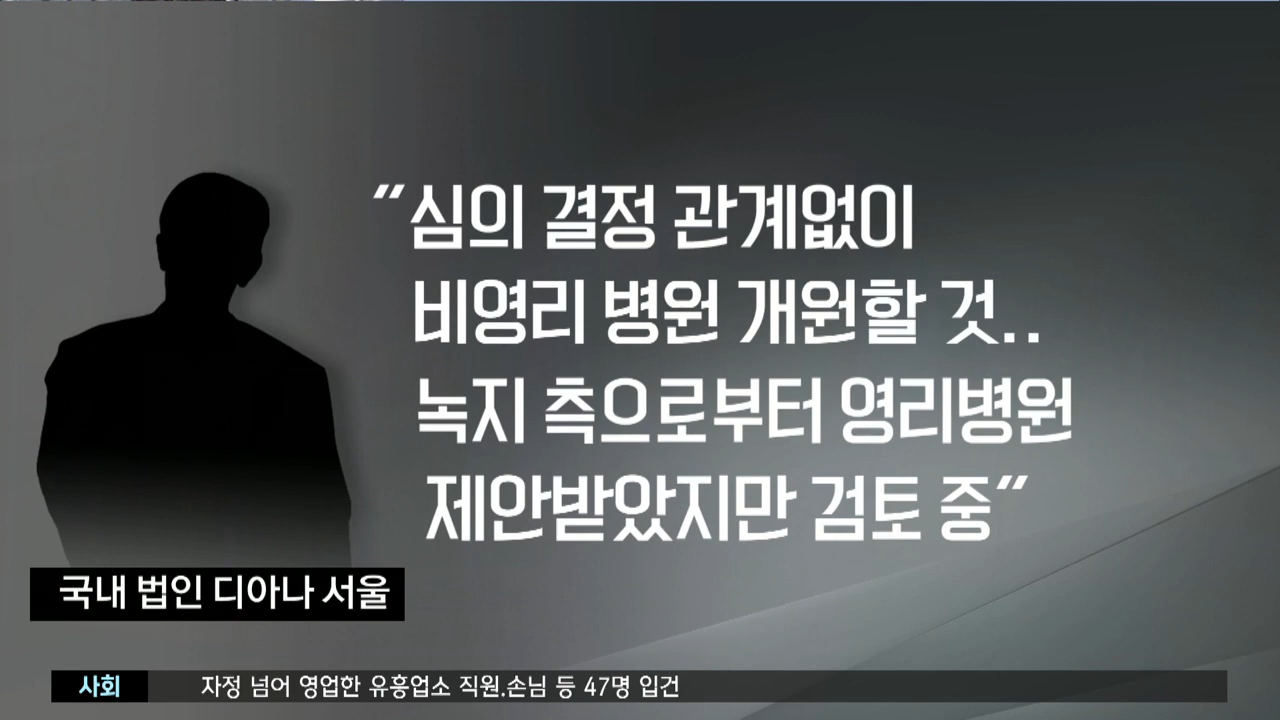 "심의 결정 관계없이
비영리 병원 개원할 것..
녹지 측으로부터 영리병원
제안받았지만 검토 중"
국내 법인 디아나 서울
사회 자정 넘어 영업한 유흥업소 직원.손님 등 47명 입건